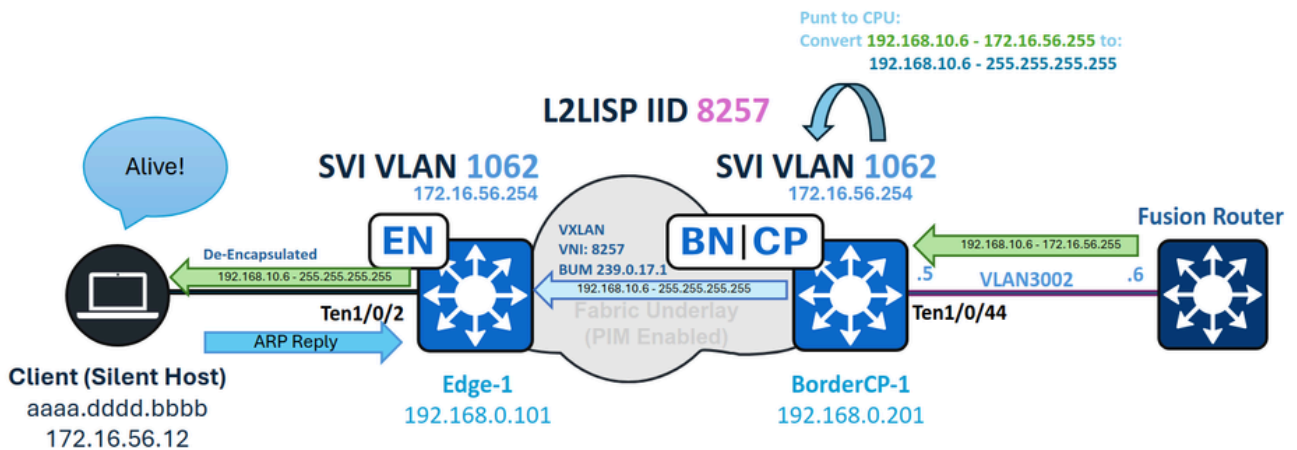 Punt to CPU:
Convert 192.168.10.6 - 172.16.56.255 to:
192.168.10.6 - 255.255.255.255
L2LISP IID 8257
Alive!
SVI VLAN 1062
172.16.56.254
SVI VLAN 1062
172.16.56.254
EN
VXLAN
VNI: 8257
BUM 239.0.17.1
192.168.10.6 - 255.255.255.255
Fabric Underlay
(PIM Enabled)
BN|CP
Fusion Router
192.168.10.6 - 172.16.56.255
.5
VLAN3002
.6
De-Encapsulated
192.168.10.6 - 255.255.255.255
Ten1/0/2
Ten1/0/44
ARP Reply
Client (Silent Host)
aaaa.dddd.bbbb
172.16.56.12
Edge-1
192.168.0.101
BorderCP-1
192.168.0.201